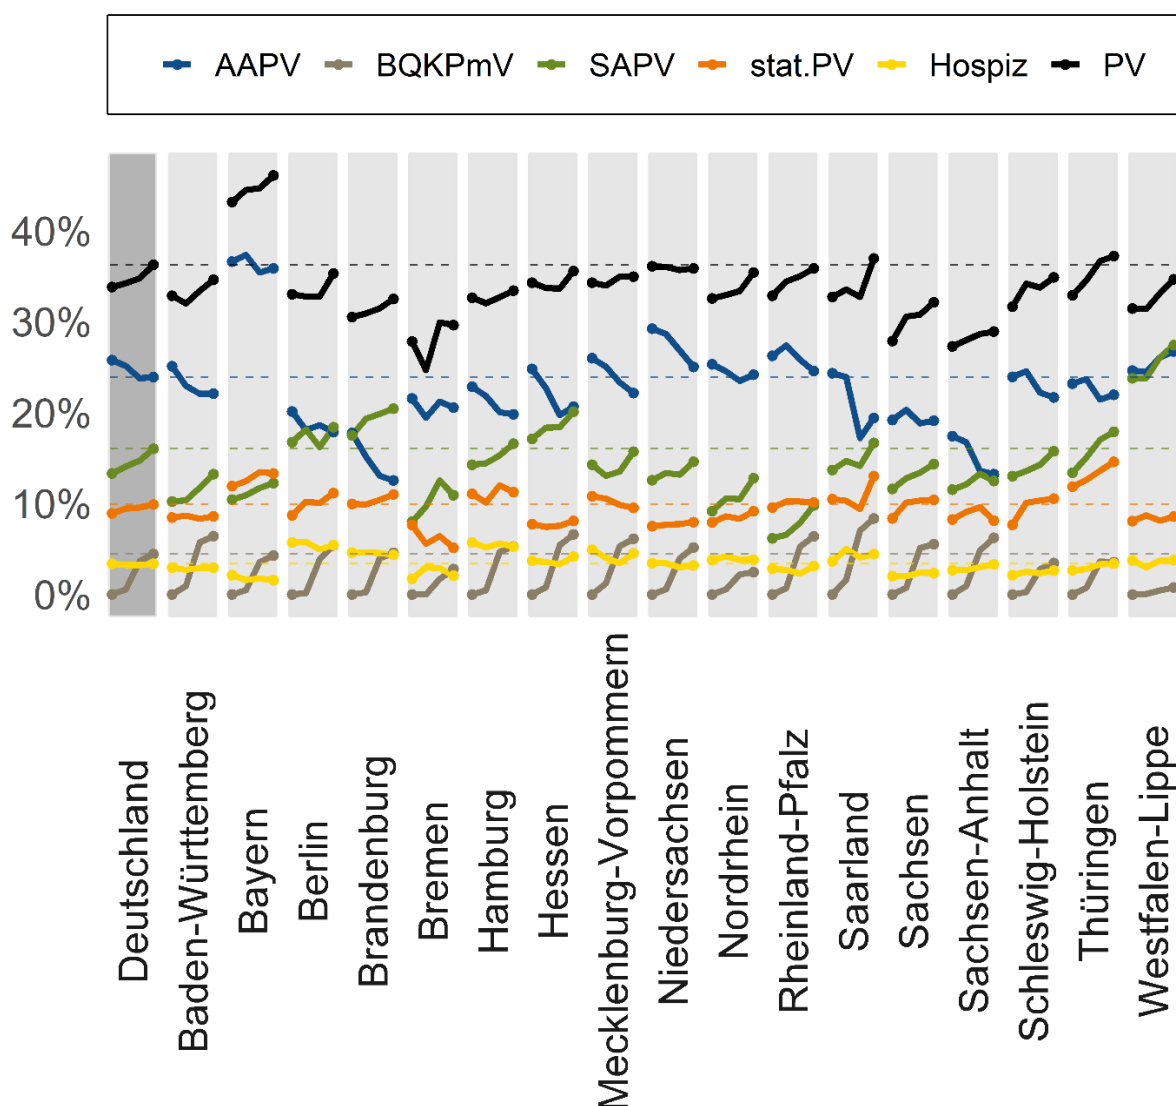 AAPV BQKPmV SAPV stat.PV Hospiz PV
40%
30%
20%
10%
0%
Deutschland
Baden-Württemberg
Bayern
Berlin
Brandenburg
Bremen
Hamburg
Hessen
Mecklenburg-Vorpommern
Niedersachsen
Nordrhein
Rheinland-Pfalz
Saarland
Sachsen
Sachsen-Anhalt
Schleswig-Holstein
Thüringen
Westfalen-Lippe